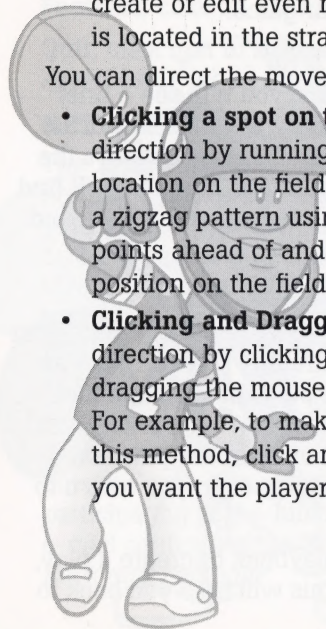 create or edit even
is located in the stra
You can direct the move
• Clicking a spot on
direction by running
location on the field
a zigzag pattern usin
points ahead of and
position on the field
• Clicking and Dragg
direction by clicking
dragging the mouse
For example, to mak
this method, click an
you want the player